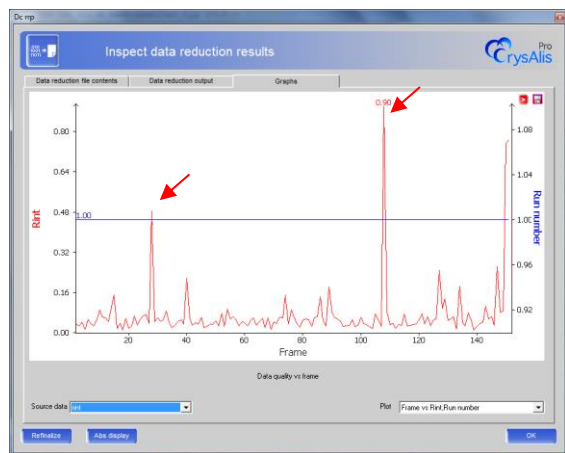 Dc rrp
Inspect data reduction results
CrysAlis Pro
Data reduction file contents
Data reduction output
Graphs
0.90
0.80
0.64
0.48
0.32
0.16
0.00
Rint
1.00
1.08
1.04
1.00
0.96
0.92
Run number
20 40 60 80 100 120 140
Frame
Data quality vs frame
Source data
rint
Plot
Frame vs Rint,Run number
Refinalize
Abs display
OK